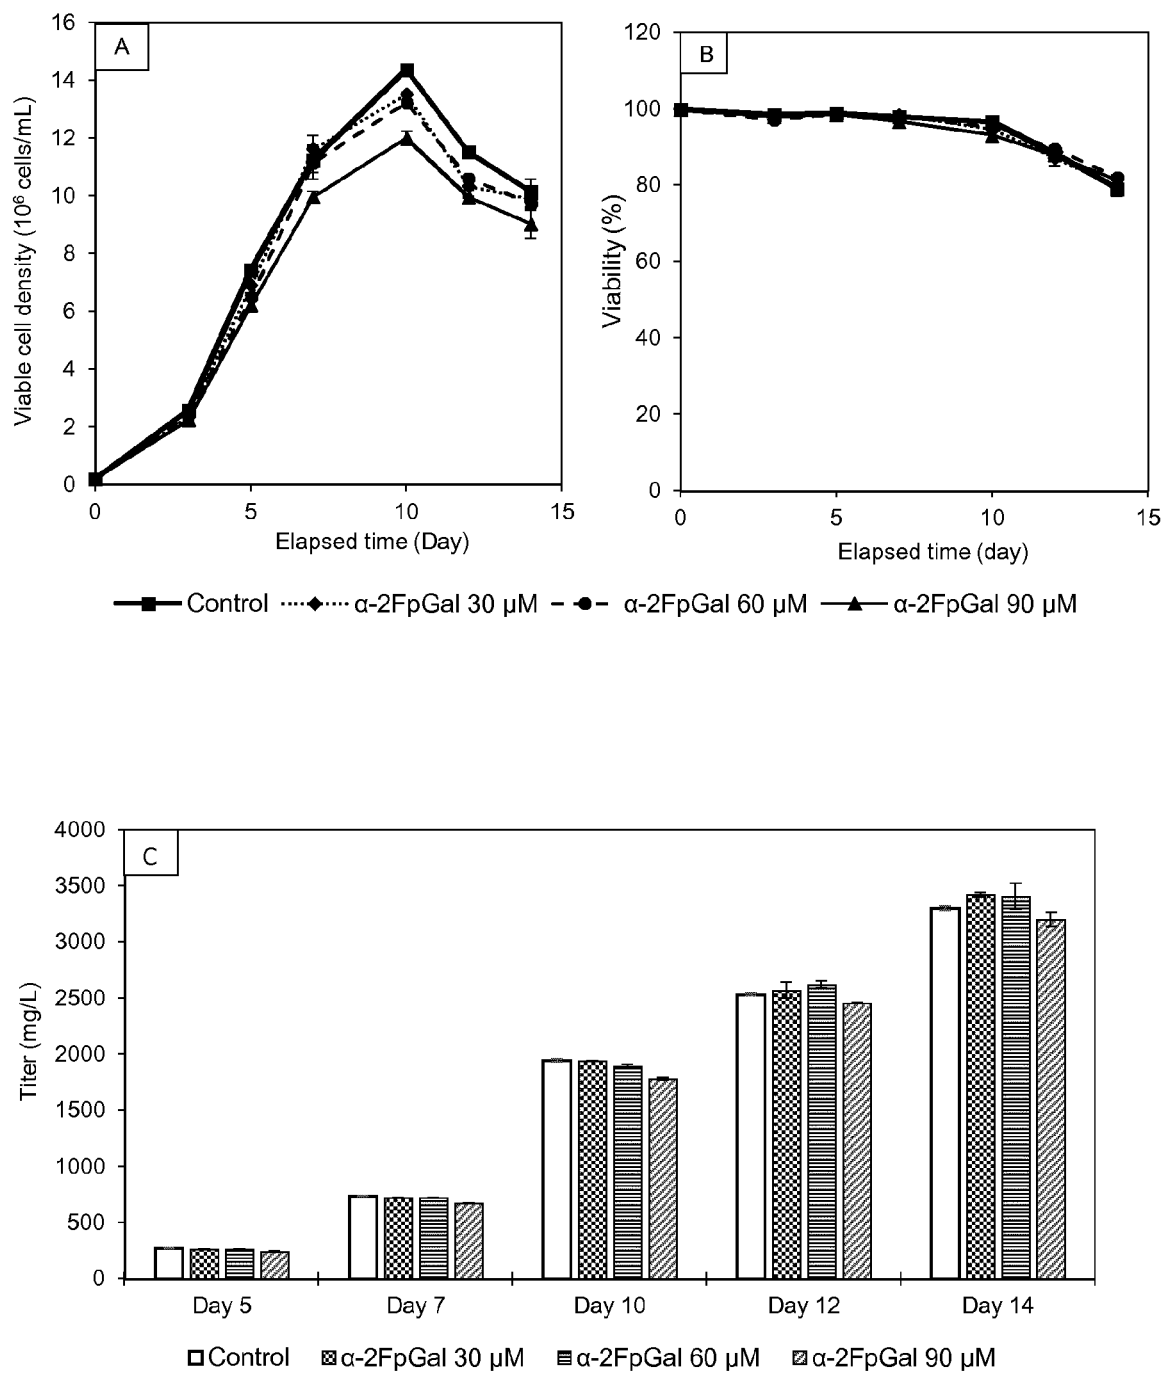 A
16
14
12
10
8
6
4
2
0
Viable cell density (10⁶ cells/mL)
0 5 10 15
Elapsed time (Day)
B
120
100
80
60
40
20
0
Viability (%)
0 5 10 15
Elapsed time (day)
Control α-2FpGal 30 μM α-2FpGal 60 μM α-2FpGal 90 μM
C
4000
3500
3000
2500
2000
1500
1000
500
0
Titer (mg/L)
Day 5 Day 7 Day 10 Day 12 Day 14
Control α-2FpGal 30 μM α-2FpGal 60 μM α-2FpGal 90 μM